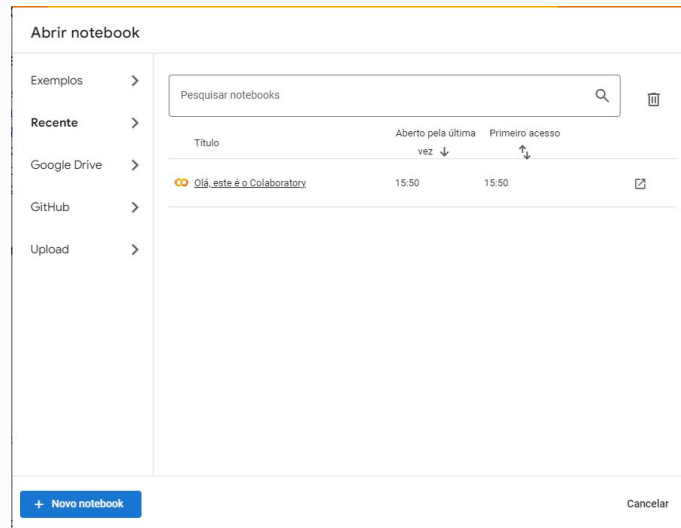 Abrir notebook
Exemplos
Recente
Google Drive
GitHub
Upload
Pesquisar notebooks
Título
Aberto pela última vez
Primeiro acesso
Olá, este é o Colaboratory
15:50
15:50
+ Novo notebook
Cancelar